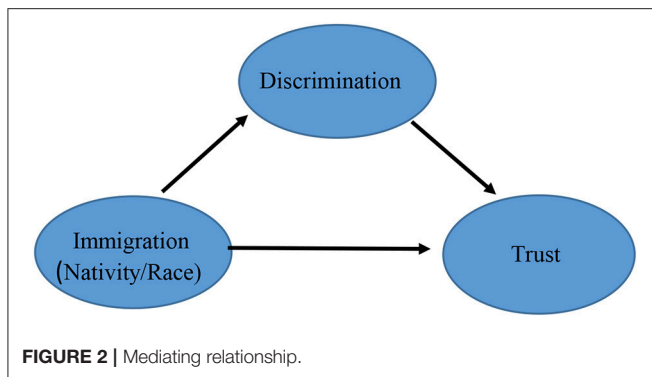 Discrimination
Immigration
(Nativity/Race)
Trust
FIGURE 2 | Mediating relationship.